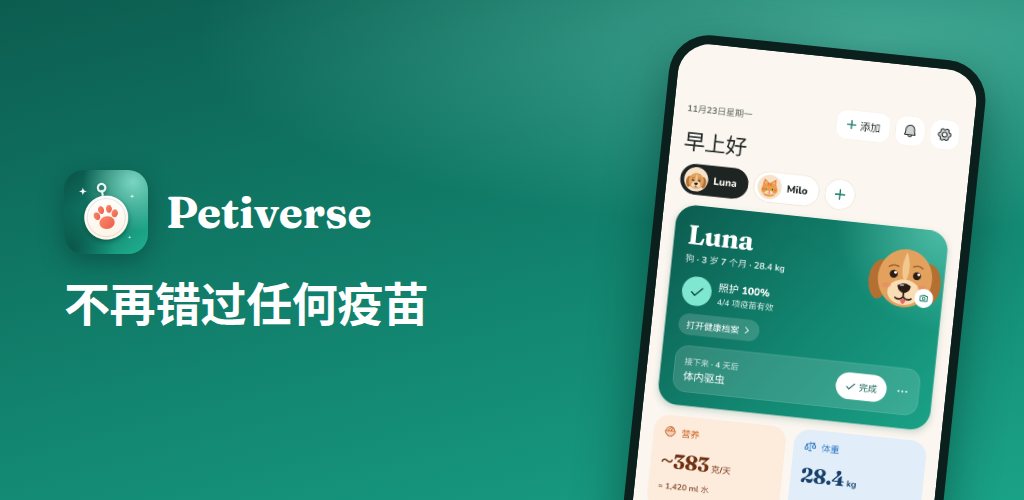 Petiverse
不再错过任何疫苗
11月23日星期一
添加
早上好
Luna
Milo
Luna
狗 · 3 岁 7 个月 · 28.4 kg
照护 100%
4/4 项疫苗有效
打开健康档案
接下来 · 4 天后
体内驱虫
完成
营养
~383 克/天
≈ 1,420 ml 水
体重
28.4 kg